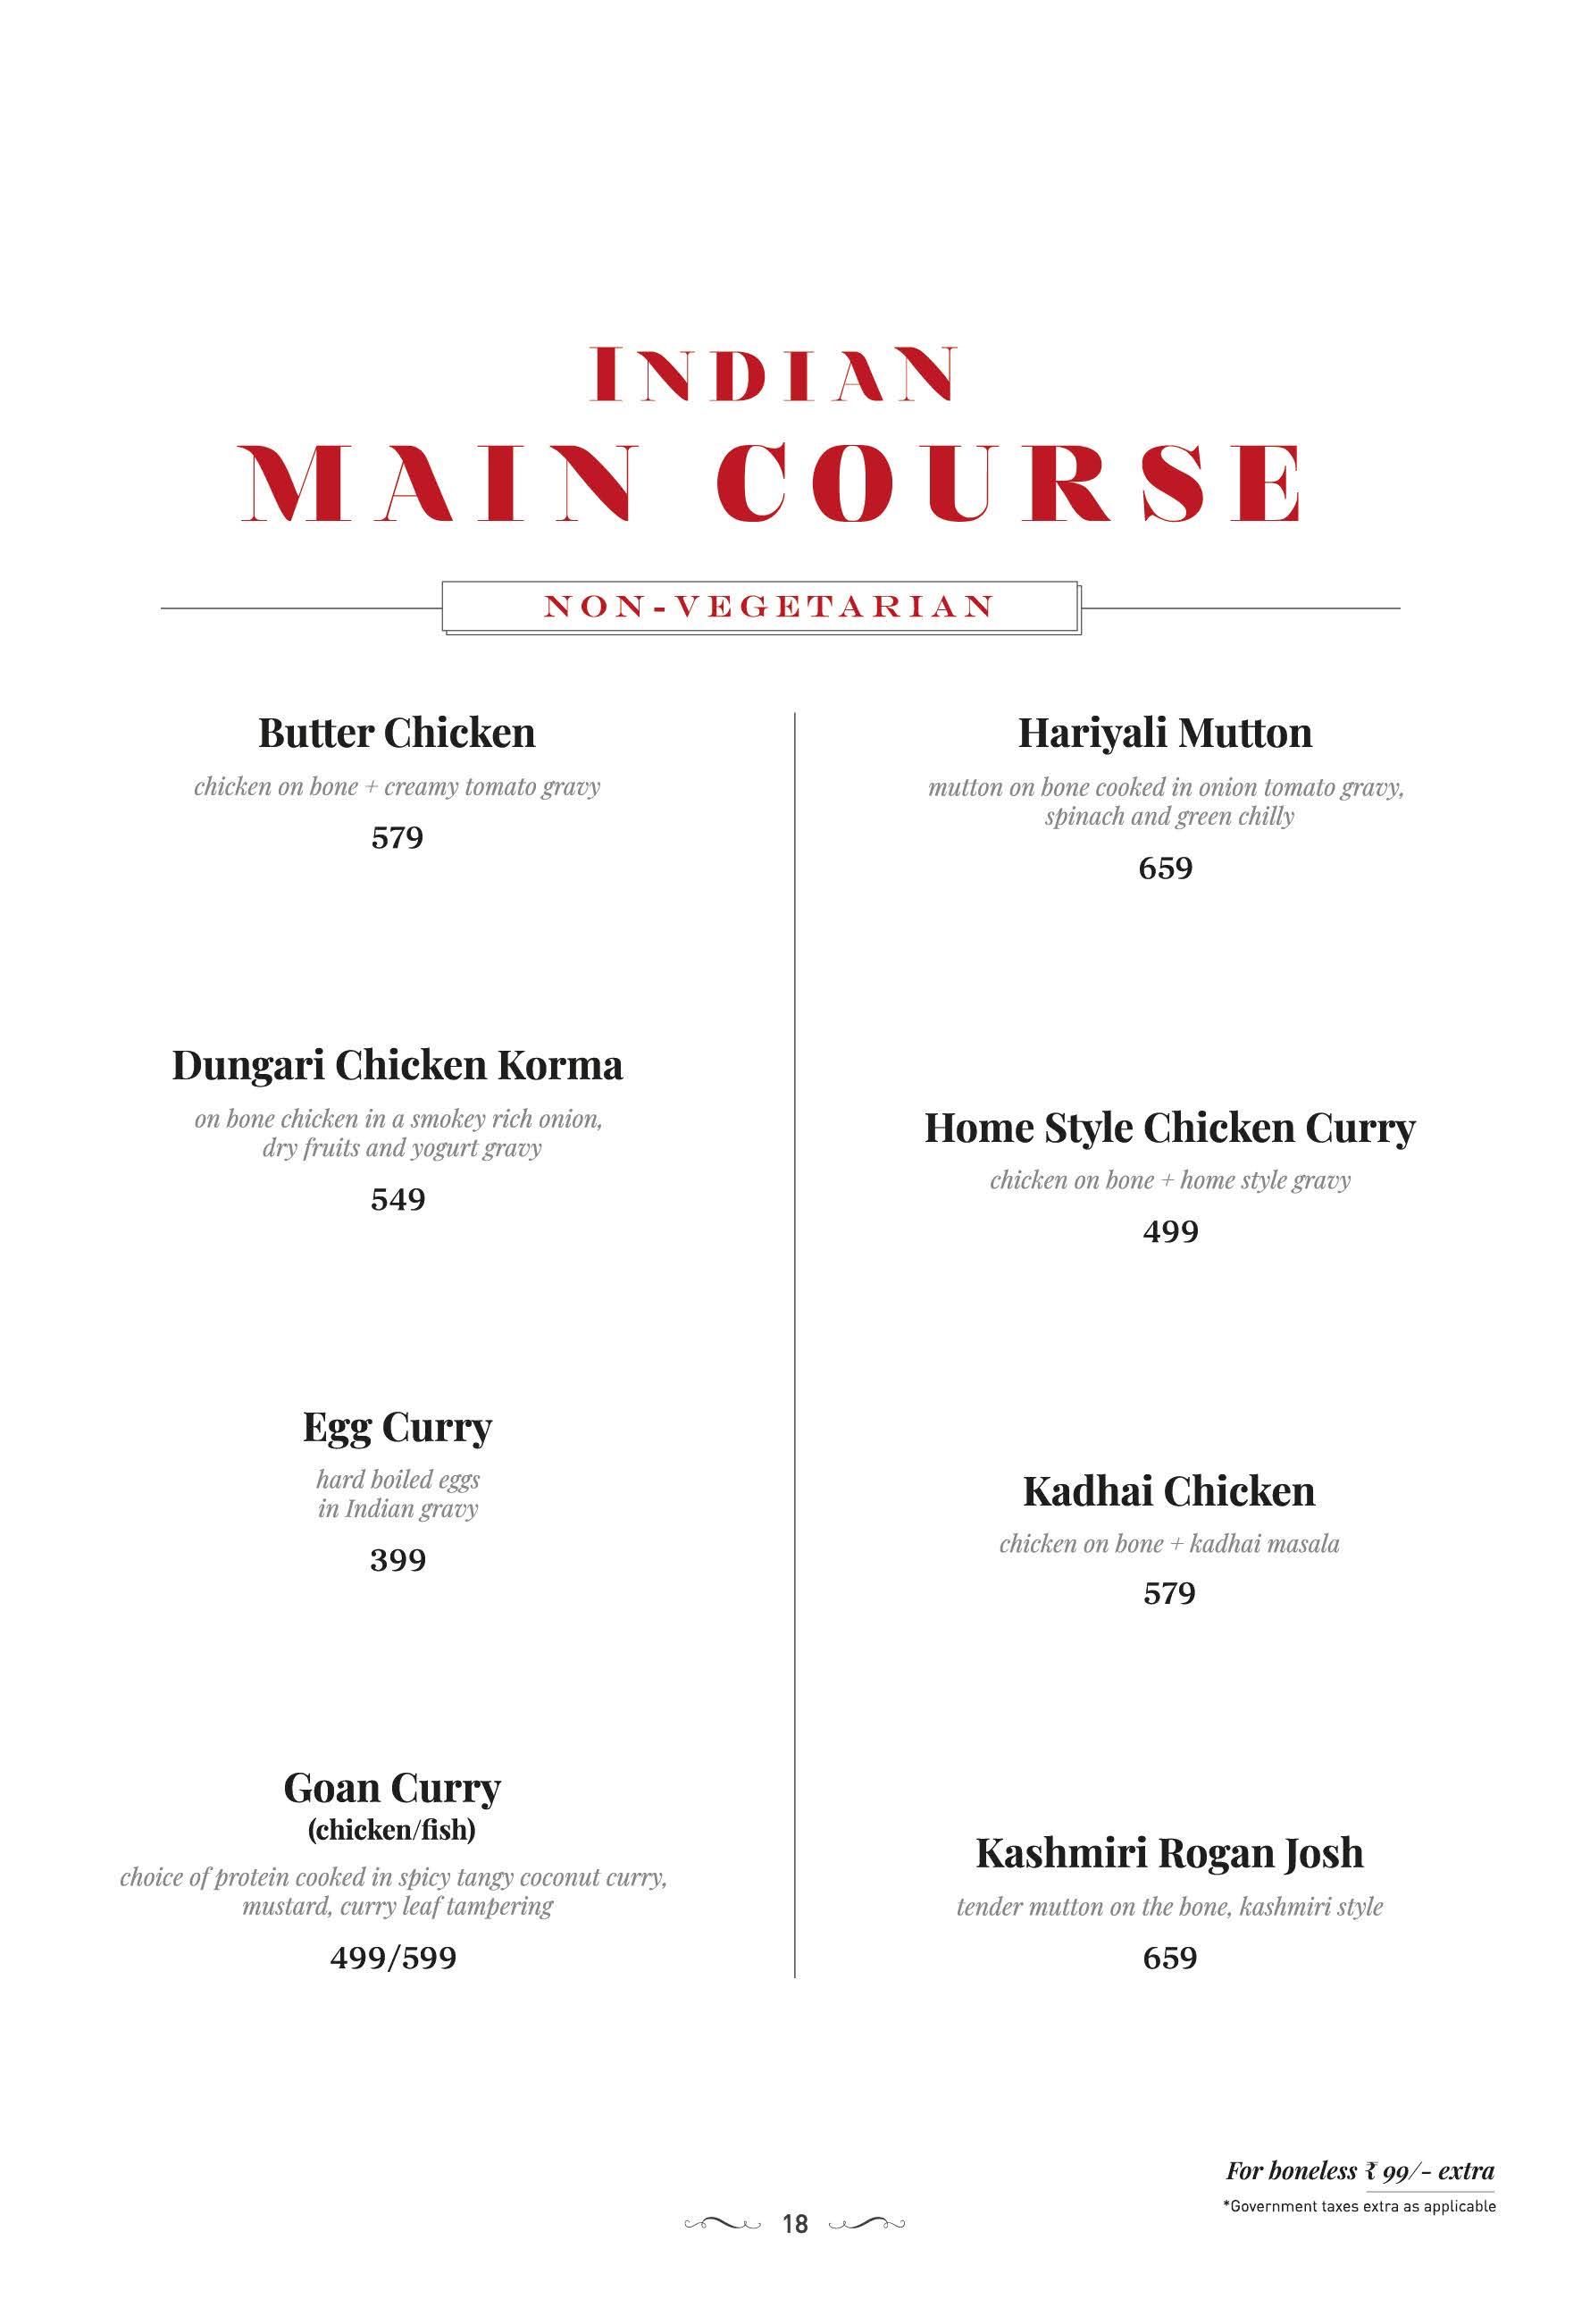 INDIAN
MAIN COURSE
NON-VEGETARIAN
Butter Chicken
chicken on bone + creamy tomato gravy
579
Dungari Chicken Korma
on bone chicken in a smokey rich onion,
dry fruits and yogurt gravy
549
Egg Curry
hard boiled eggs
in Indian gravy
399
Goan Curry
(chicken/fish)
choice of protein cooked in spicy tangy coconut curry,
mustard, curry leaf tampering
499/599
Hariyali Mutton
mutton on bone cooked in onion tomato gravy,
spinach and green chilly
659
Home Style Chicken Curry
chicken on bone + home style gravy
499
Kadhai Chicken
chicken on bone + kadhai masala
579
Kashmiri Rogan Josh
tender mutton on the bone, kashmiri style
659
For boneless ₹ 99/- extra
*Government taxes extra as applicable
18